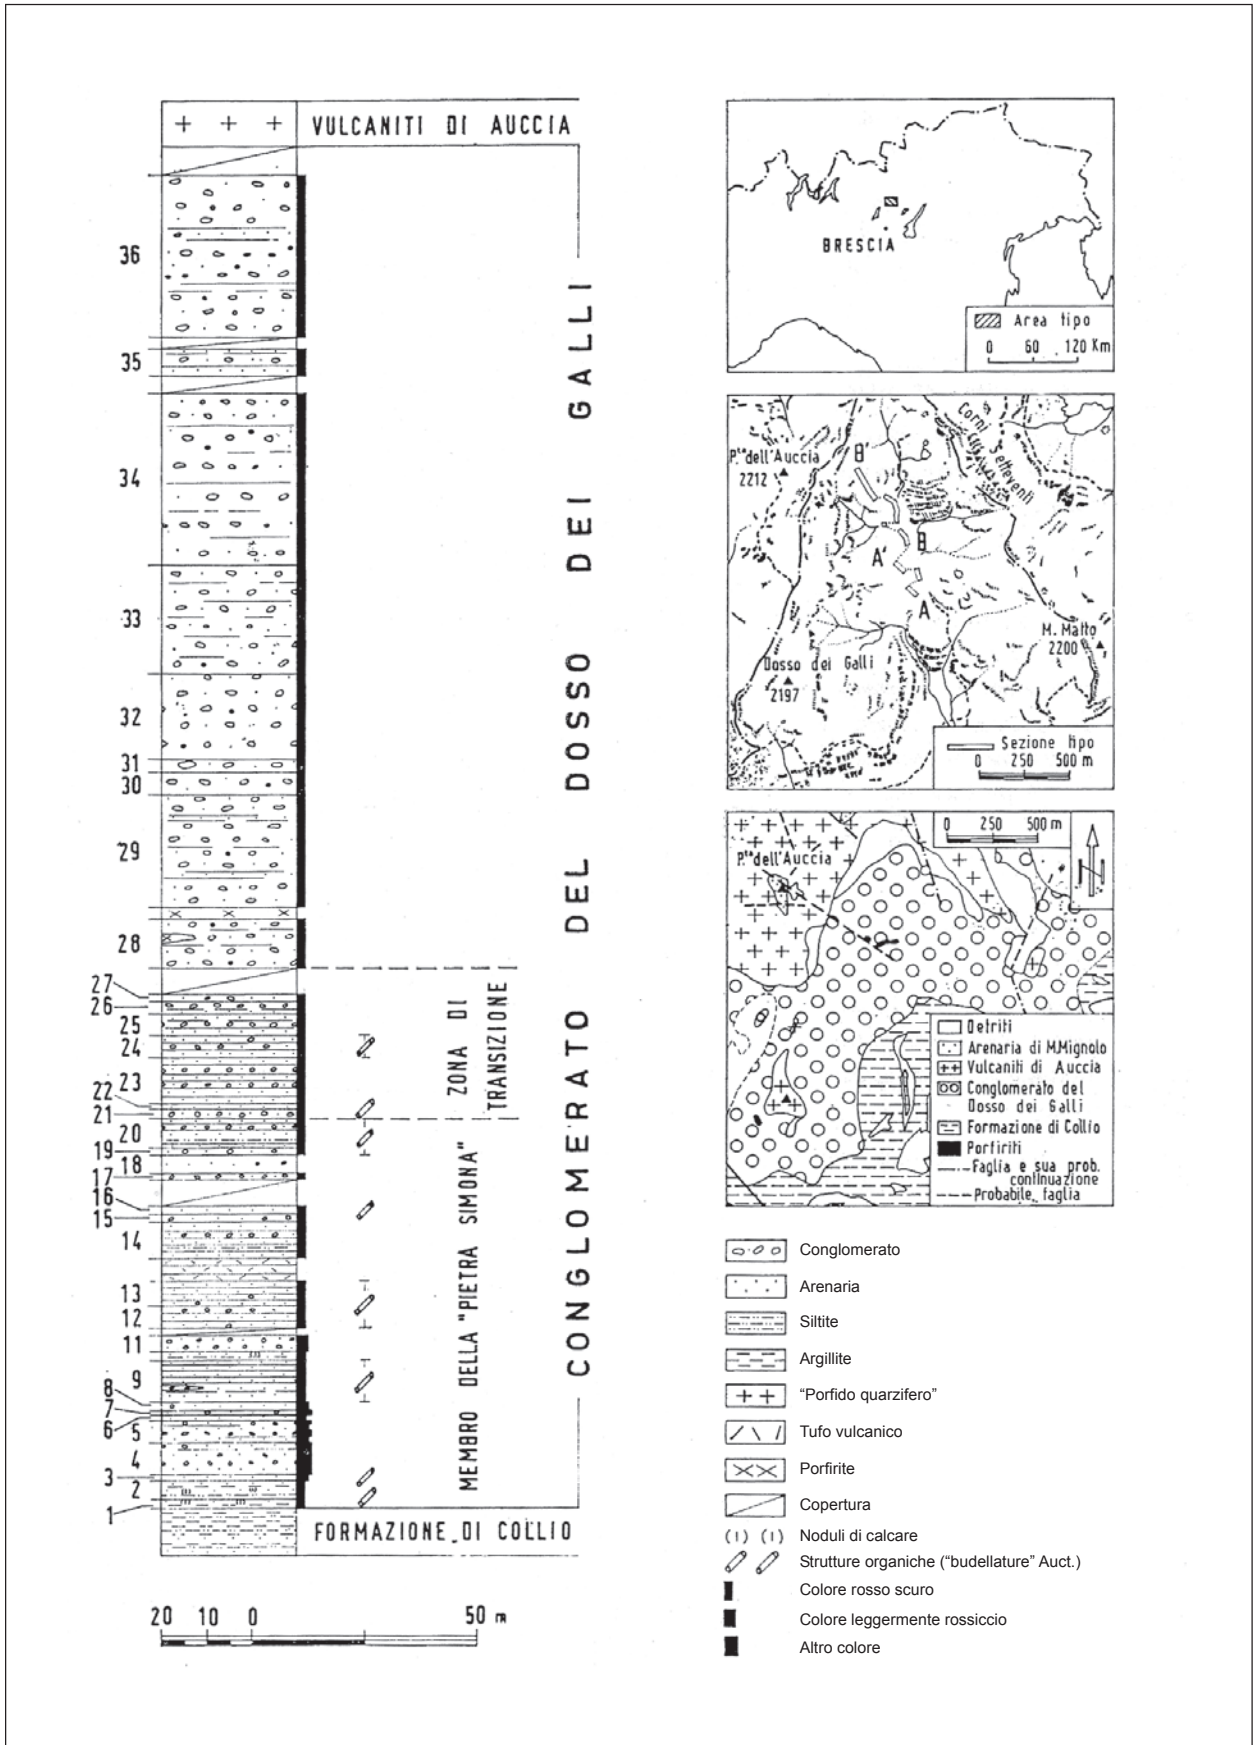 VULCANITI DI AUCCIA
36
35
34
33
32
31
30
29
28
27
26
25
24
23
22
21
20
19
18
17
16
15
14
13
12
11
9
8
7
6
5
4
3
2
1
ZONA DI
TRANSIZIONE
MEMBRO DELLA "PIETRA SIMONA"
CONGLOMERATO DEL DOSSO DEI GALLI
FORMAZIONE DI COLLIO
20 10 0 50 m
BRESCIA
Area tipo
0 60 120 Km
P.ta dell'Auccia
2212
B'
Corni Setteventi
B
A'
A
M. Matto
2200
Dosso dei Galli
2197
Sezione tipo
0 250 500 m
0 250 500 m
P.ta dell'Auccia
N
Detriti
Arenaria di M.Mignolo
Vulcaniti di Auccia
Conglomerato del
Dosso dei Galli
Formazione di Collio
Porfiriti
Faglia e sua prob.
continuazione
Probabile faglia
Conglomerato
Arenaria
Siltite
Argillite
“Porfido quarzifero”
Tufo vulcanico
Porfirite
Copertura
Noduli di calcare
Strutture organiche (“budellature” Auct.)
Colore rosso scuro
Colore leggermente rossiccio
Altro colore